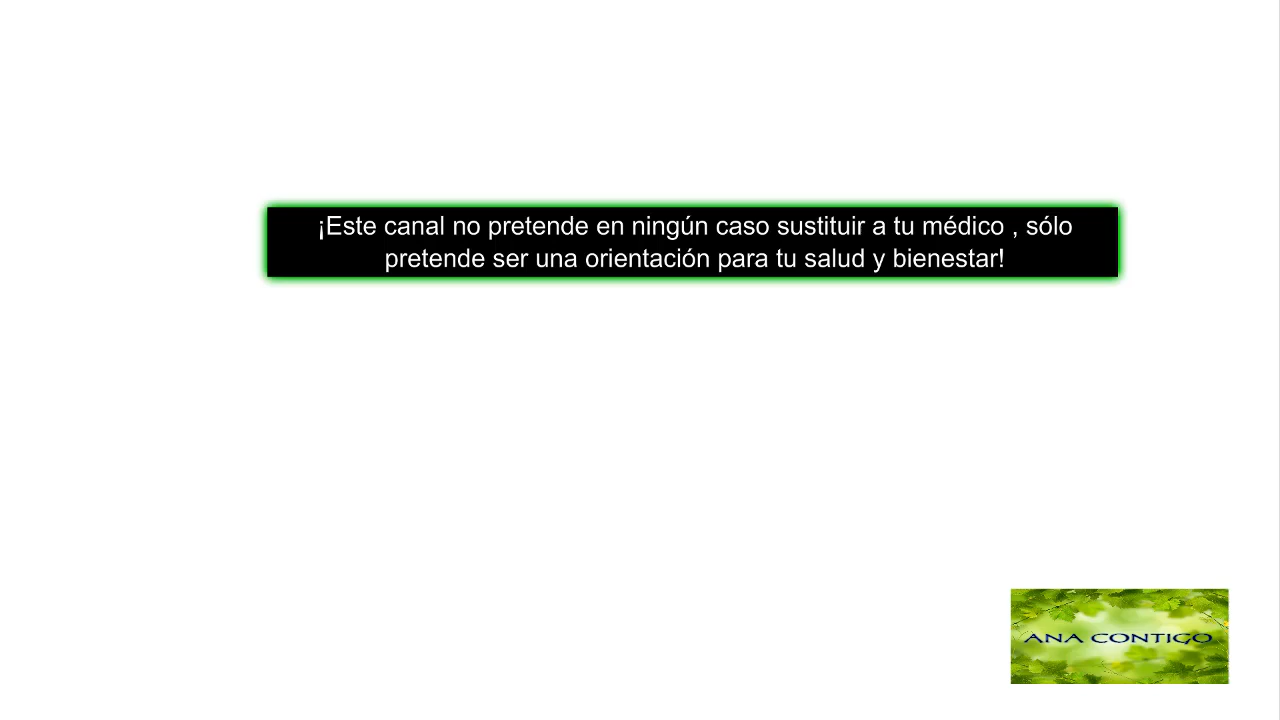 ¡Este canal no pretende en ningún caso sustituir a tu médico , sólo
pretende ser una orientación para tu salud y bienestar!
ANA CONTIGO